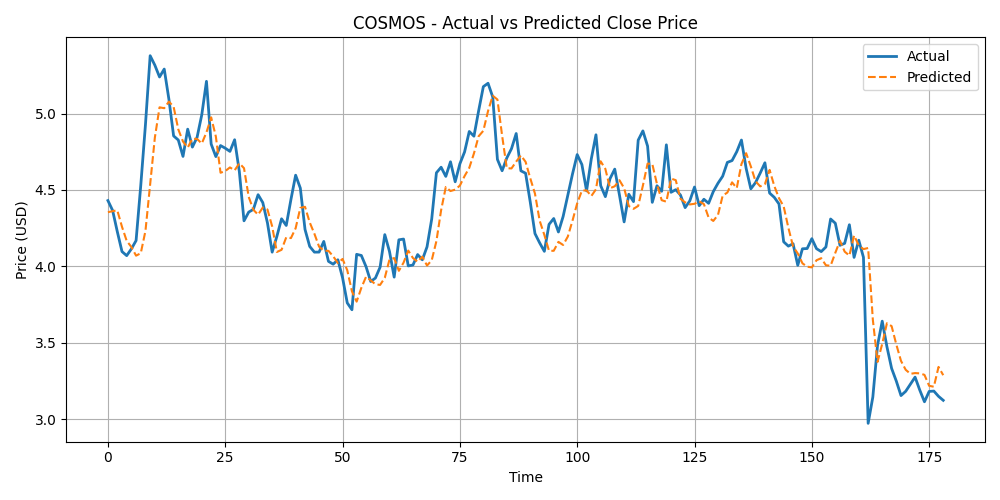 COSMOS - Actual vs Predicted Close Price
Actual
Predicted
Price (USD)
5.0
4.5
4.0
3.5
3.0
0 25 50 75 100 125 150 175
Time